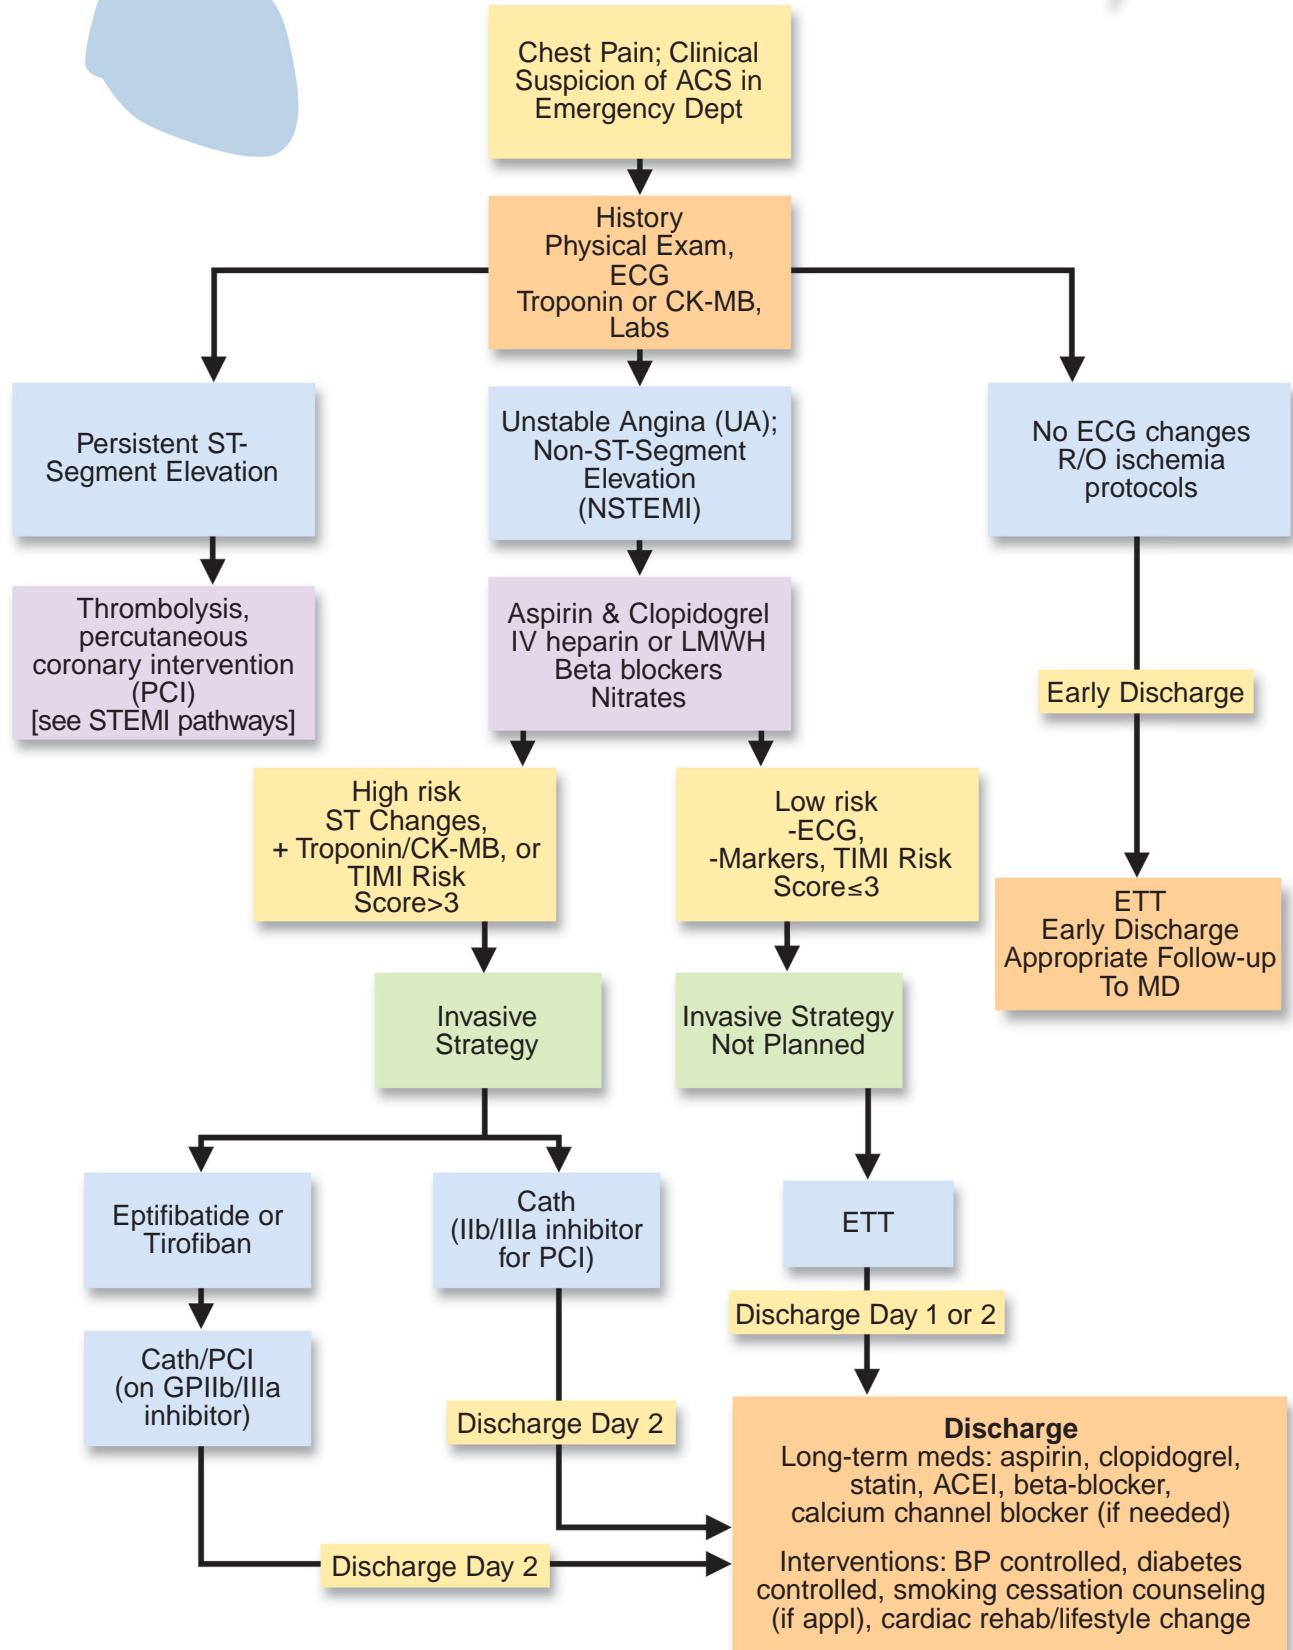 Chest Pain; Clinical
Suspicion of ACS in
Emergency Dept
History
Physical Exam,
ECG
Troponin or CK-MB,
Labs
Persistent ST-
Segment Elevation
Unstable Angina (UA);
Non-ST-Segment
Elevation
(NSTEMI)
No ECG changes
R/O ischemia
protocols
Thrombolysis,
percutaneous
coronary intervention
(PCI)
[see STEMI pathways]
Aspirin & Clopidogrel
IV heparin or LMWH
Beta blockers
Nitrates
Early Discharge
High risk
ST Changes,
+ Troponin/CK-MB, or
TIMI Risk
Score>3
Low risk
-ECG,
-Markers, TIMI Risk
Score≤3
ETT
Early Discharge
Appropriate Follow-up
To MD
Invasive
Strategy
Invasive Strategy
Not Planned
Eptifibatide or
Tirofiban
Cath
(IIb/IIIa inhibitor
for PCI)
ETT
Discharge Day 1 or 2
Cath/PCI
(on GPIIb/IIIa
inhibitor)
Discharge Day 2
Discharge Day 2
Discharge
Long-term meds: aspirin, clopidogrel,
statin, ACEI, beta-blocker,
calcium channel blocker (if needed)
Interventions: BP controlled, diabetes
controlled, smoking cessation counseling
(if appl), cardiac rehab/lifestyle change